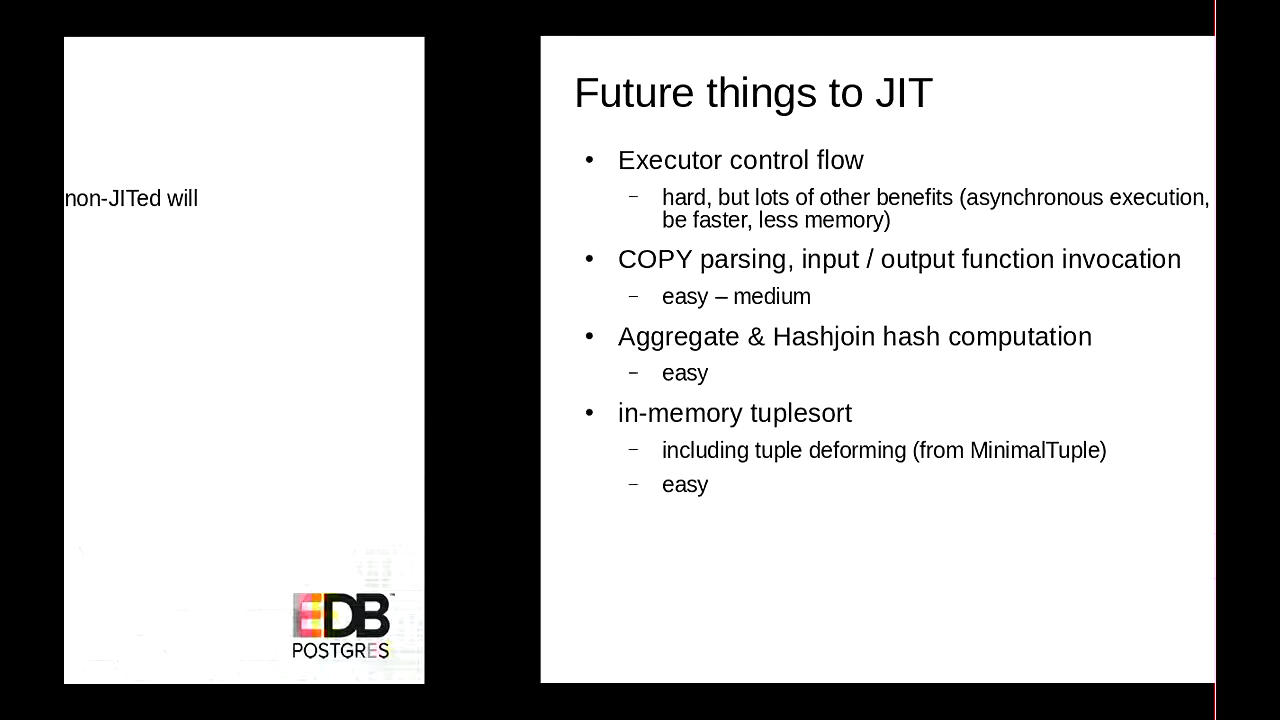 non-JITed will
EDB™
POSTGRES
Future things to JIT
• Executor control flow
– hard, but lots of other benefits (asynchronous execution,
be faster, less memory)
• COPY parsing, input / output function invocation
– easy – medium
• Aggregate & Hashjoin hash computation
– easy
• in-memory tuplesort
– including tuple deforming (from MinimalTuple)
– easy